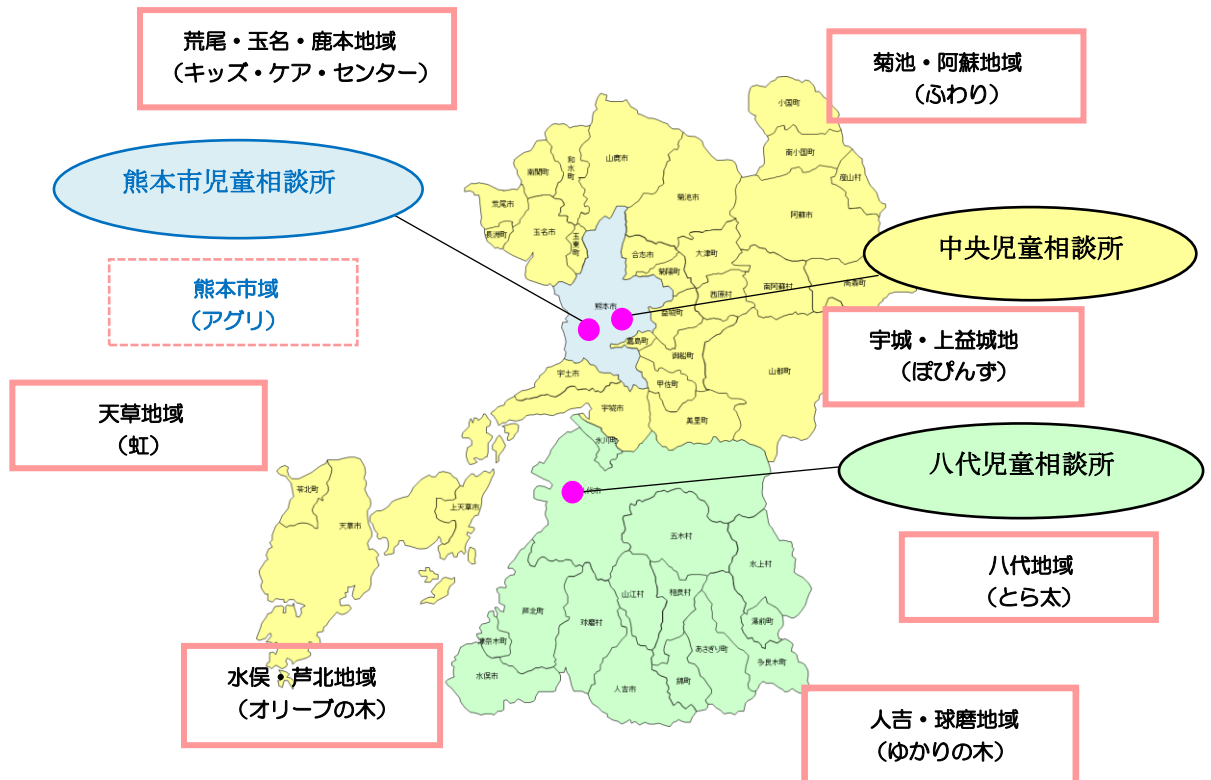 荒尾・玉名・鹿本地域
（キッズ・ケア・センター）
菊池・阿蘇地域
（ふわり）
熊本市児童相談所
中央児童相談所
熊本市域
（アグリ）
宇城・上益城地
（ぽぴんず）
天草地域
（虹）
八代児童相談所
八代地域
（とら太）
水俣・芦北地域
（オリーブの木）
人吉・球磨地域
（ゆかりの木）
小国町
南小国町
産山村
山鹿市
和水町
南関町
荒尾市
長洲町
玉名市
玉東町
菊池市
阿蘇市
合志市
菊陽町
大津町
西原村
南阿蘇村
高森町
熊本市
益城町
嘉島町
御船町
山都町
甲佐町
宇土市
宇城市
美里町
氷川町
八代市
苓北町
天草市
上天草市
五木村
水上村
芦北町
球磨村
山江村
相良村
湯前町
津奈木町
あさぎり町
多良木町
水俣市
人吉市
錦町